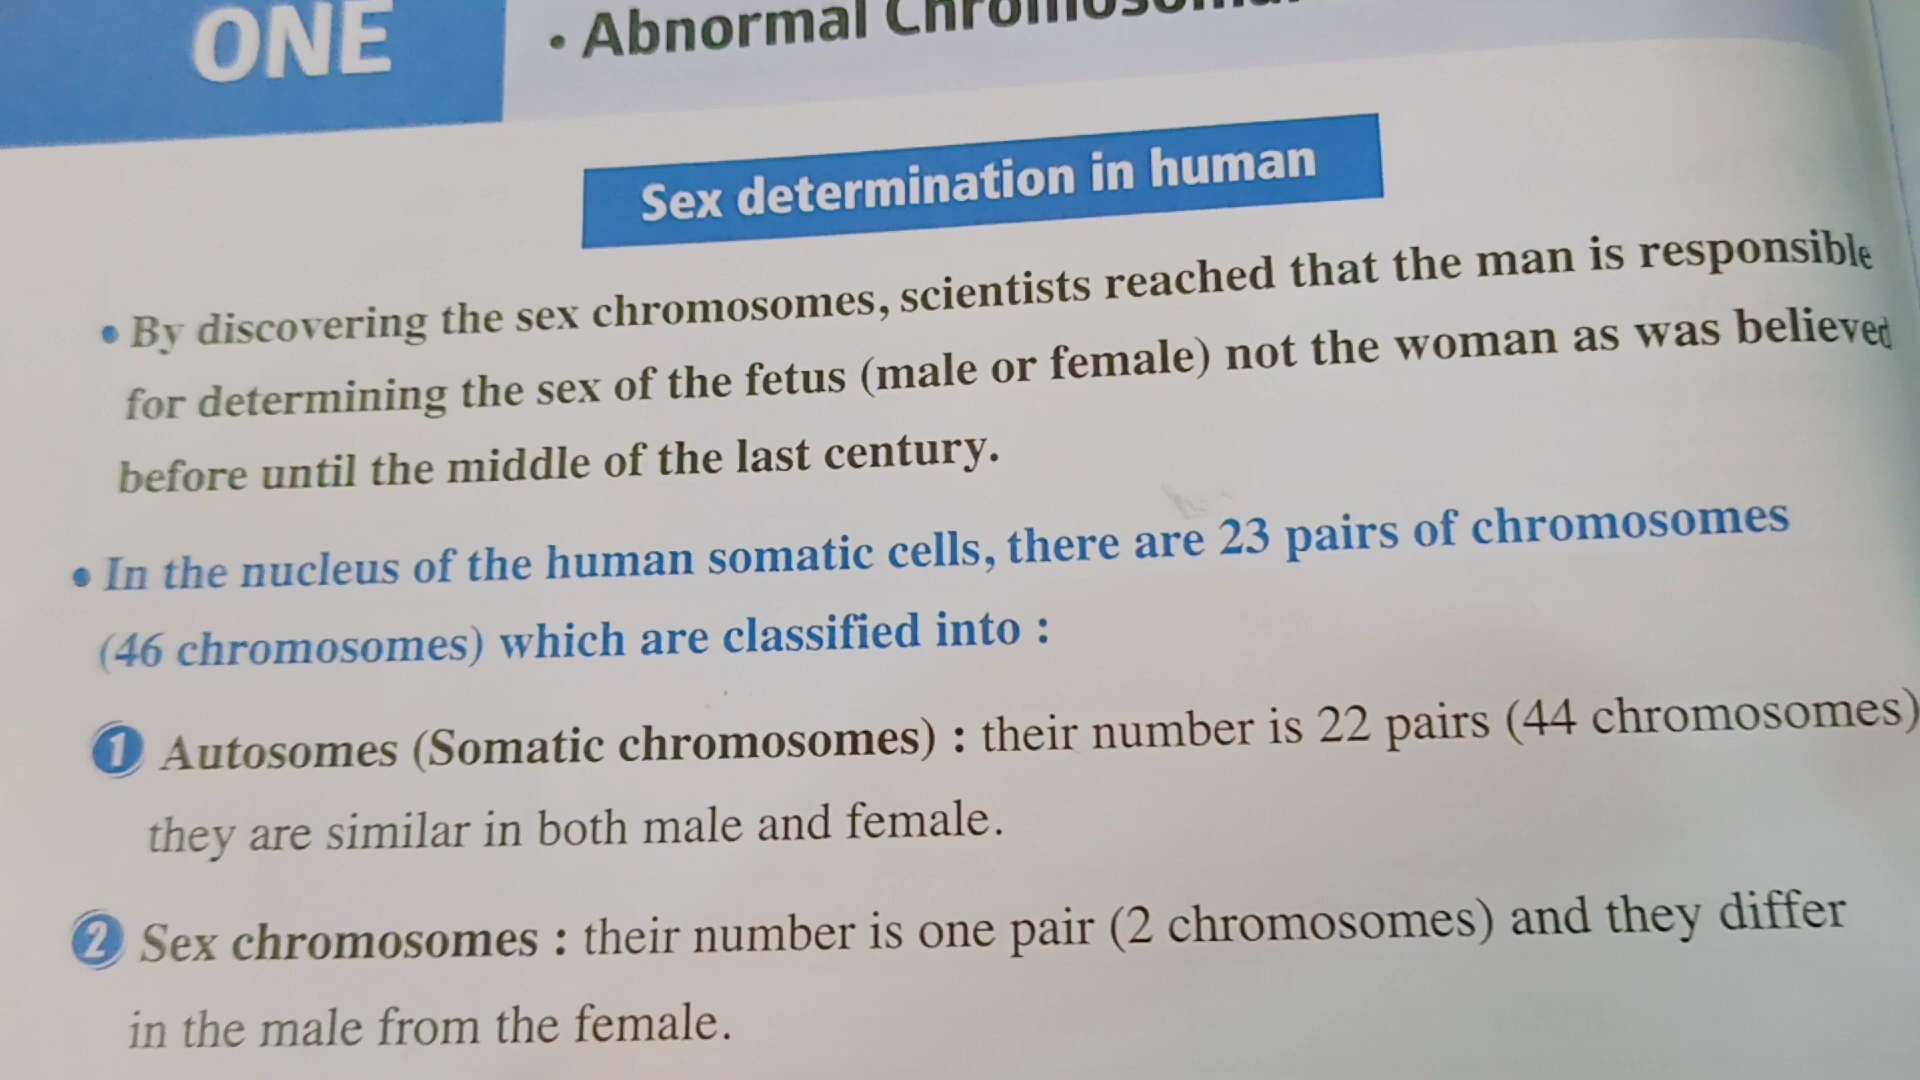 ONE
• Abnormal
Sex determination in human
• By discovering the sex chromosomes, scientists reached that the man is responsible
for determining the sex of the fetus (male or female) not the woman as was believed
before until the middle of the last century.
• In the nucleus of the human somatic cells, there are 23 pairs of chromosomes
(46 chromosomes) which are classified into :
1 Autosomes (Somatic chromosomes) : their number is 22 pairs (44 chromosomes)
they are similar in both male and female.
2 Sex chromosomes : their number is one pair (2 chromosomes) and they differ
in the male from the female.